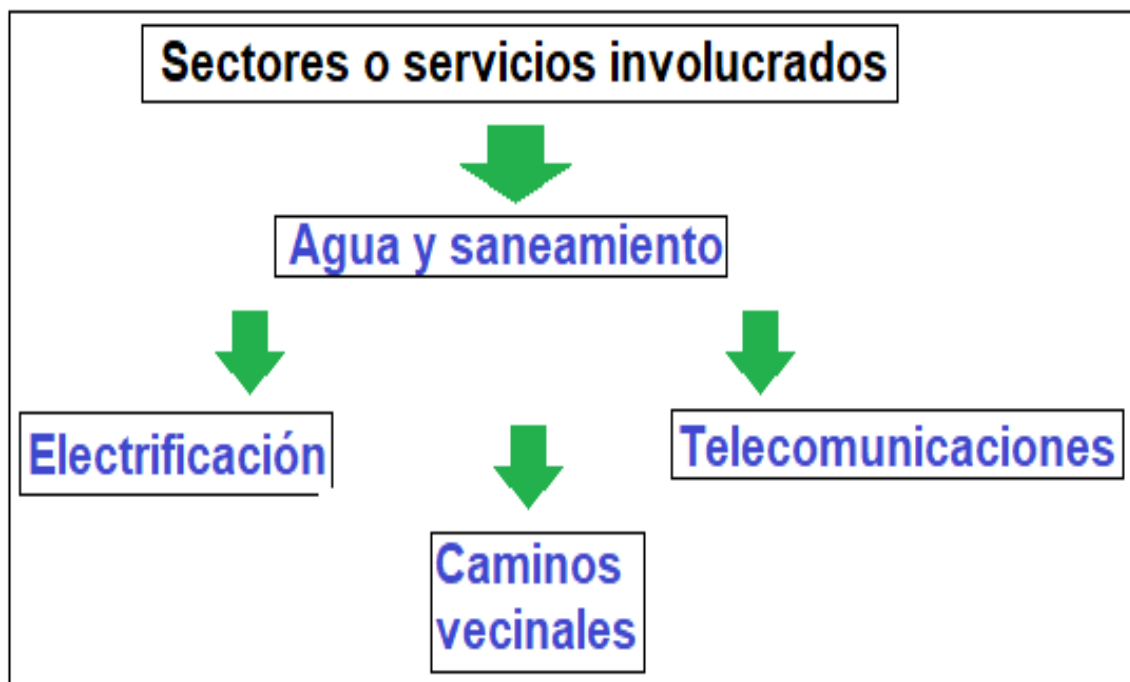 Sectores o servicios involucrados
Agua y saneamiento
Electrificación
Telecomunicaciones
Caminos
vecinales